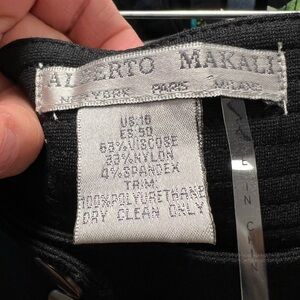 ALBERTO MAKALI
NEW YORK PARIS MILANO
US:16
ES:50
63%VISCOSE
33%NYLON
4%SPANDEX
TRIM
100%POLYURETHANE
DRY CLEAN ONLY